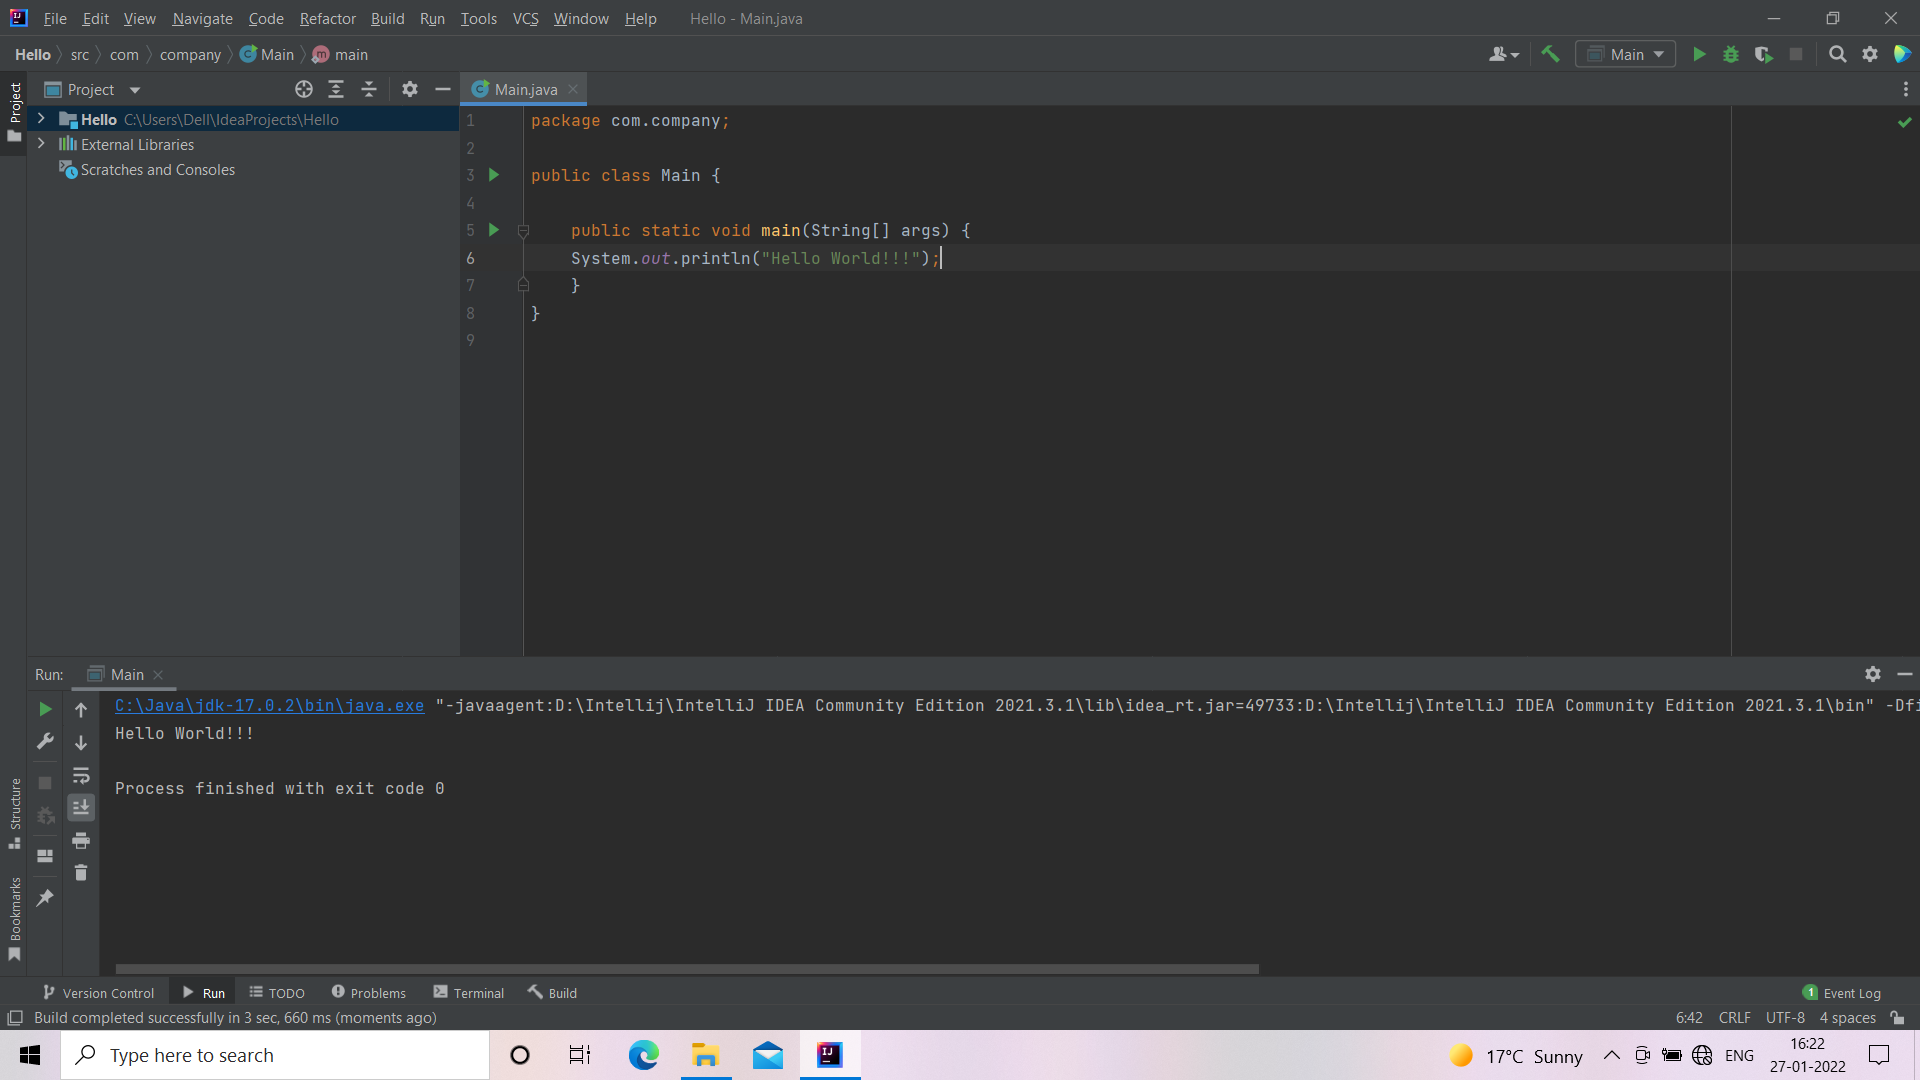 File Edit View Navigate Code Refactor Build Run Tools VCS Window Help Hello - Main.java
Hello src com company Main main
Main
Project
Project
Main.java
Hello C:\Users\Dell\IdeaProjects\Hello
External Libraries
Scratches and Consoles
1 package com.company;
2
3 public class Main {
4
5 public static void main(String[] args) {
6 System.out.println("Hello World!!!");
7 }
8 }
9
Run: Main
C:\Java\jdk-17.0.2\bin\java.exe "-javaagent:D:\Intellij\IntelliJ IDEA Community Edition 2021.3.1\lib\idea_rt.jar=49733:D:\Intellij\IntelliJ IDEA Community Edition 2021.3.1\bin" -Dfi
Hello World!!!
Process finished with exit code 0
Structure
Bookmarks
Version Control Run TODO Problems Terminal Build 1 Event Log
Build completed successfully in 3 sec, 660 ms (moments ago) 6:42 CRLF UTF-8 4 spaces
Type here to search 17°C Sunny ENG 16:22
27-01-2022